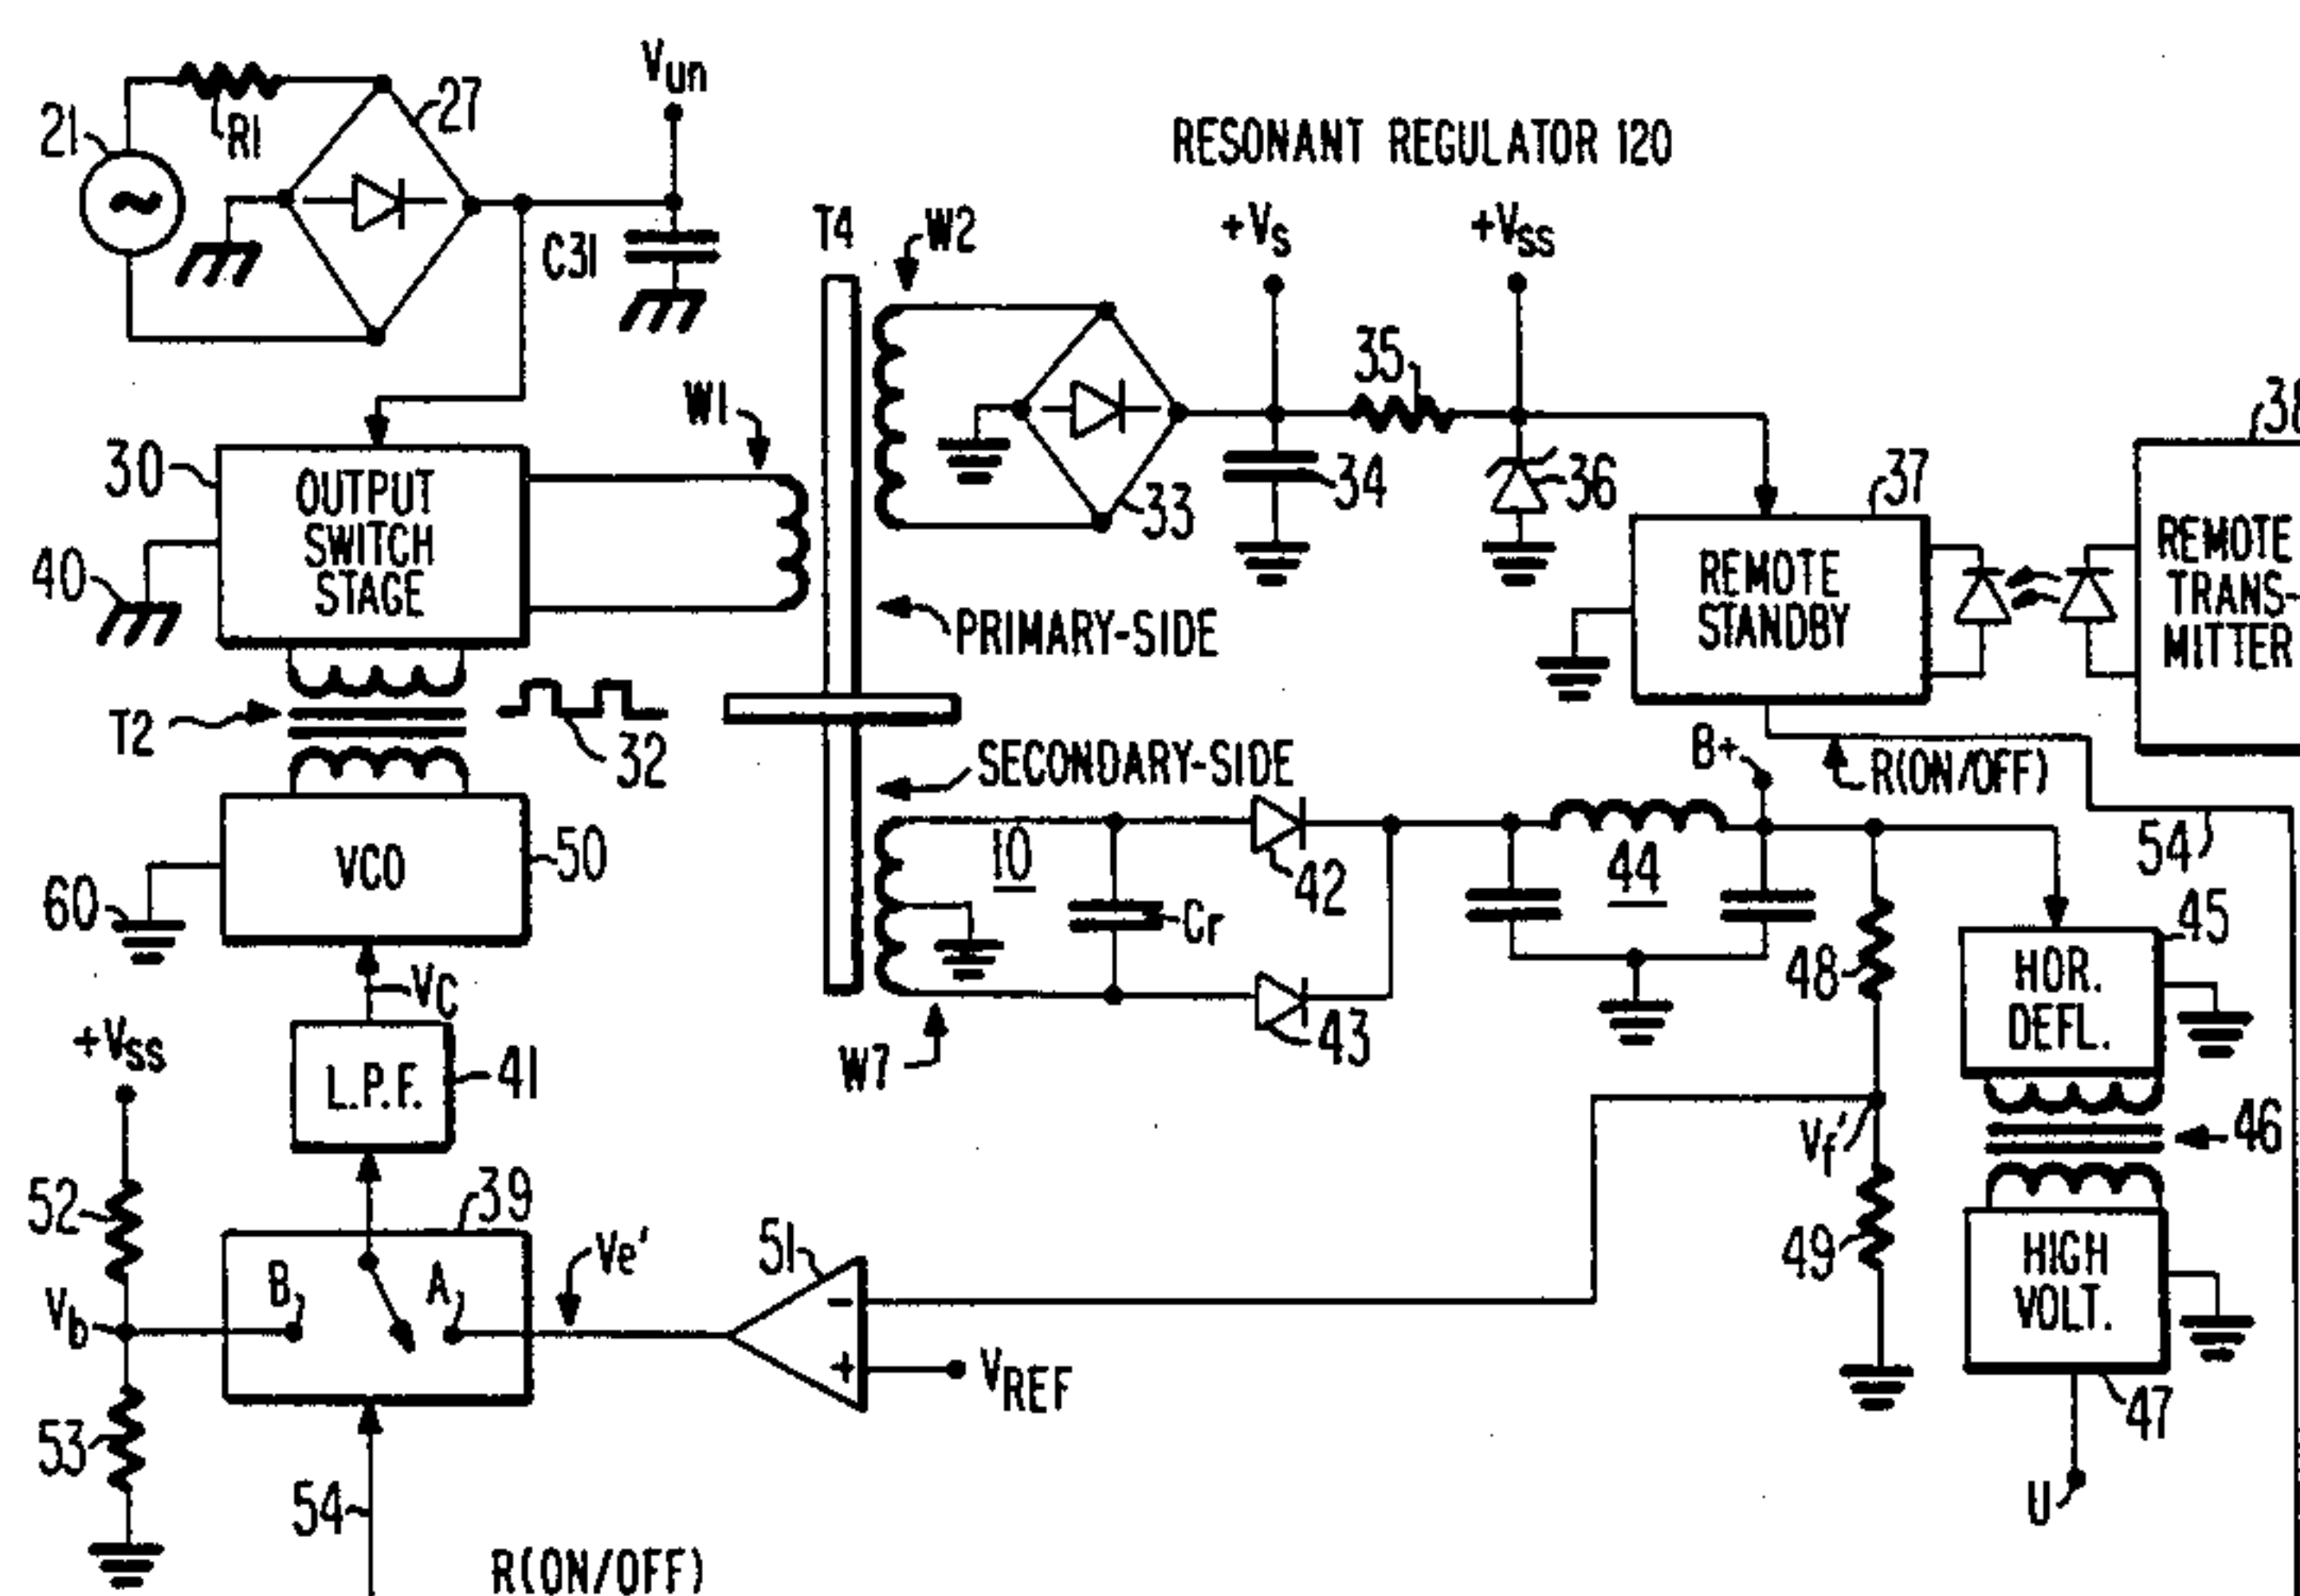 RESONANT REGULATOR 120
21
R1
27
Vun
C31
T4
W2
+Vs
+Vss
35
33
34
36
37
REMOTE
STANDBY
REMOTE
TRANS-
MITTER
W1
30
OUTPUT
SWITCH
STAGE
40
PRIMARY-SIDE
T2
32
SECONDARY-SIDE
B+
R(ON/OFF)
54
VCO
50
60
10
Cr
42
43
44
W7
48
45
HOR.
DEFL.
VC
+Vss
L.P.F.
41
Vf'
46
49
HIGH
VOLT.
47
U
52
39
Ve'
51
B
A
Vb
-
+
VREF
53
54
R(ON/OFF)